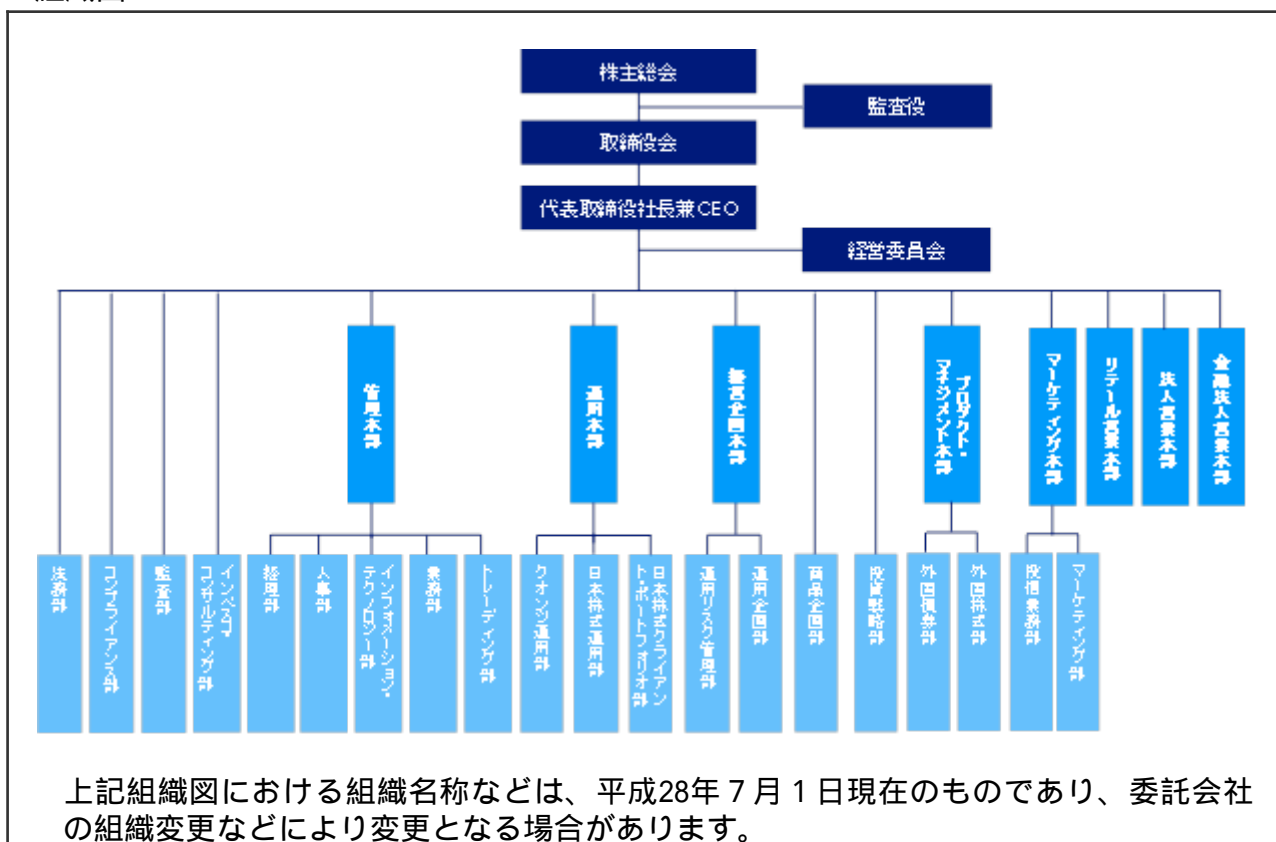 株主総会
監査役
取締役会
代表取締役社長兼CEO
経営委員会
管理本部
運用本部
経営企画本部
プロダクト・
マネジメント本部
マーケティング本部
リテール営業本部
法人営業本部
金融法人営業本部
法務部
コンプライアンス部
監査部
インベストマ
コンサルティング部
経理部
人事部
インフォメーション・
テクノロジー部
業務部
トレーディング部
クオンツ運用部
日本株式運用部
日本株式クライアン
ト・ポートフォリオ部
運用リスク管理部
運用企画部
商品企画部
投資戦略部
外国債券部
外国株式部
投信業務部
マーケティング部
上記組織図における組織名称などは、平成28年７月１日現在のものであり、委託会社
の組織変更などにより変更となる場合があります。